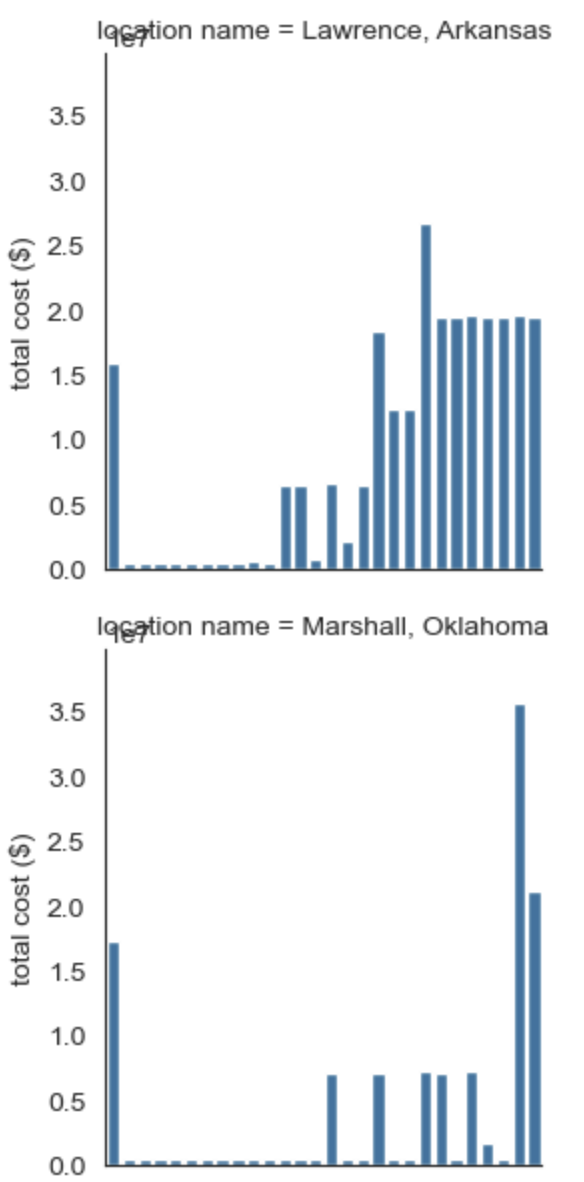 location name = Lawrence, Arkansas
1e7
3.5
3.0
2.5
2.0
1.5
1.0
0.5
0.0
total cost ($)
location name = Marshall, Oklahoma
1e7
3.5
3.0
2.5
2.0
1.5
1.0
0.5
0.0
total cost ($)